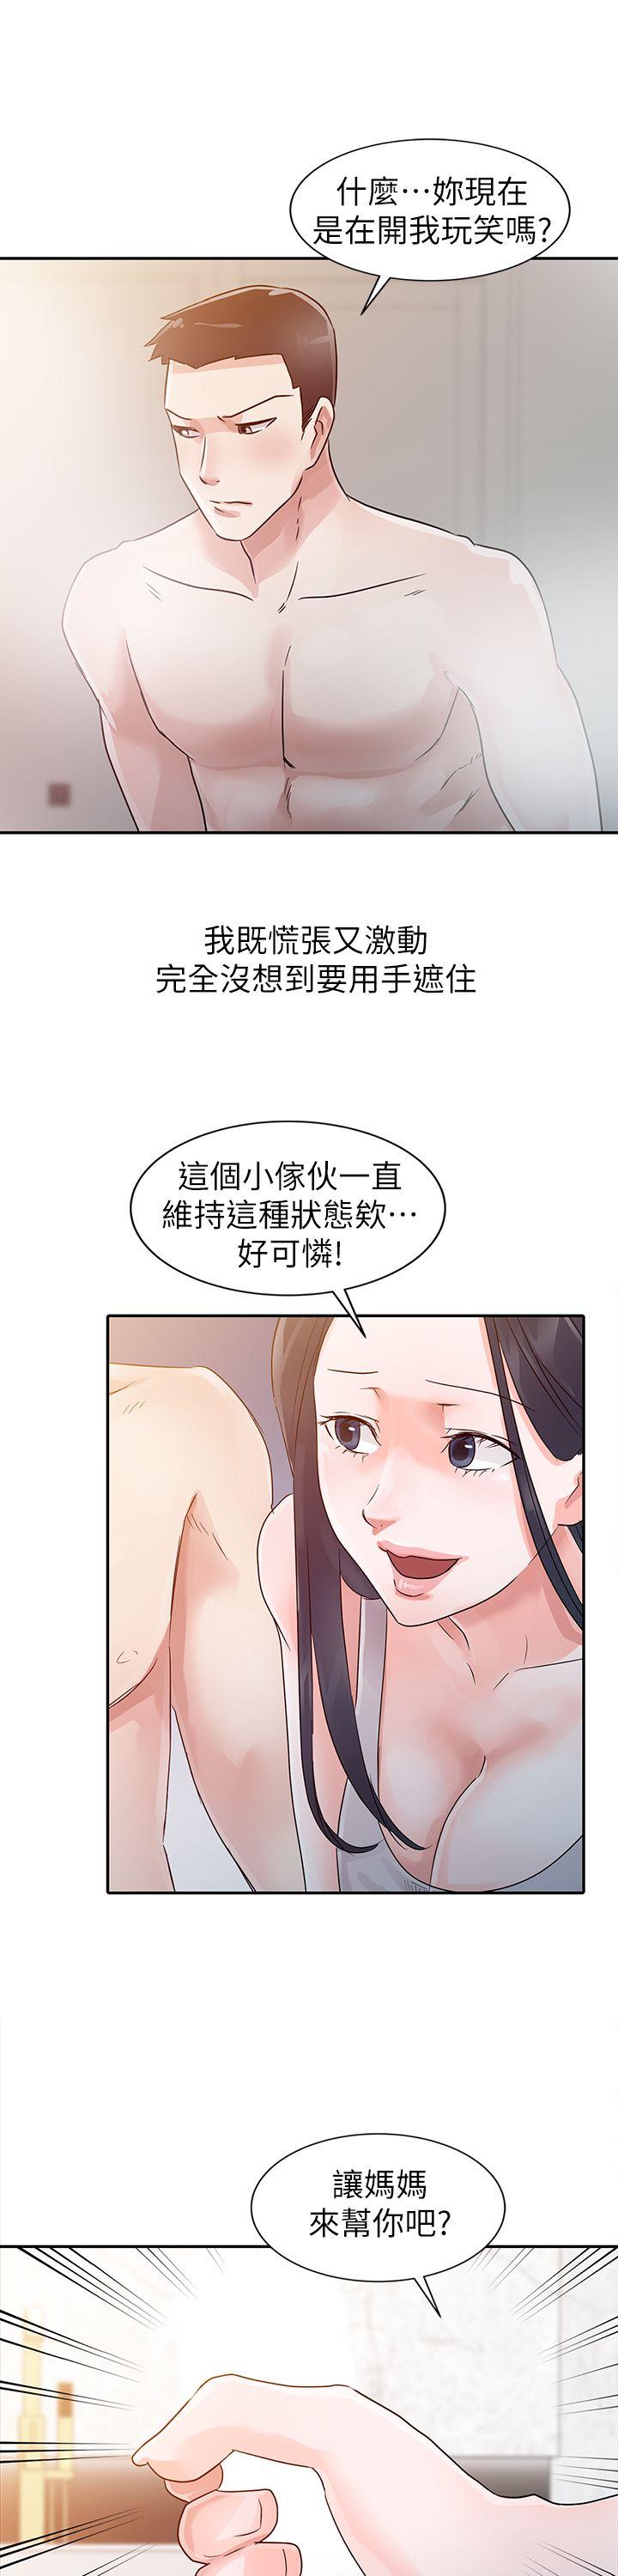 什麼⋯妳現在
是在開我玩笑嗎?
我既慌張又激動
完全沒想到要用手遮住
這個小傢伙一直
維持這種狀態欸⋯
好可憐!
讓媽媽
來幫你吧?